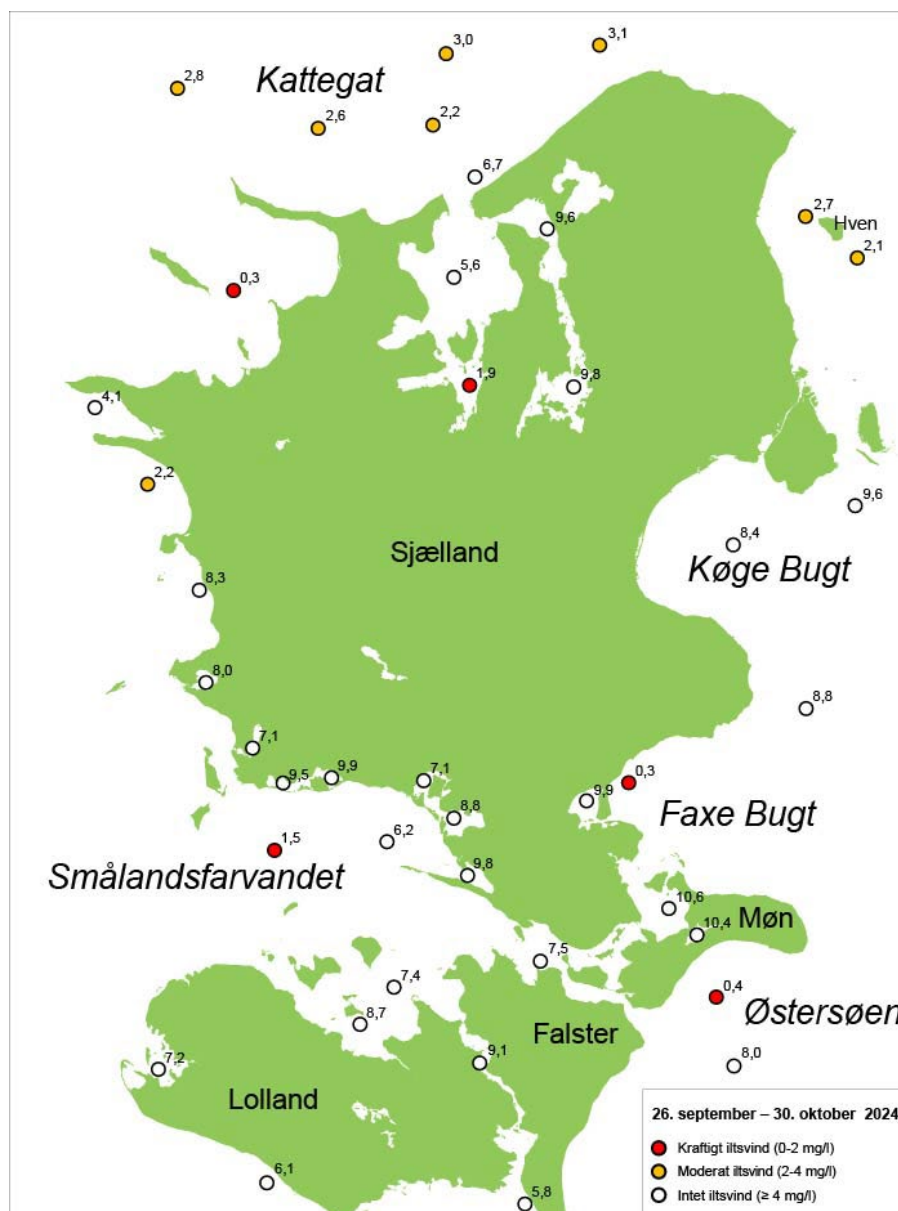 3,0
3,1
2,8
Kattegat
2,6
2,2
6,7
9,6
2,7
Hven
2,1
5,6
0,3
1,9
9,8
4,1
2,2
9,6
8,4
Sjælland
Køge Bugt
8,3
8,0
8,8
7,1
9,5
9,9
7,1
0,3
9,9
8,8
Faxe Bugt
1,5
6,2
Smålandsfarvandet
9,8
10,6
Møn
10,4
7,5
7,4
0,4
Østersøen
8,7
Falster
7,2
9,1
8,0
Lolland
26. september – 30. oktober 2024
Kraftigt iltsvind (0-2 mg/l)
Moderat iltsvind (2-4 mg/l)
6,1
Intet iltsvind (≥ 4 mg/l)
5,8